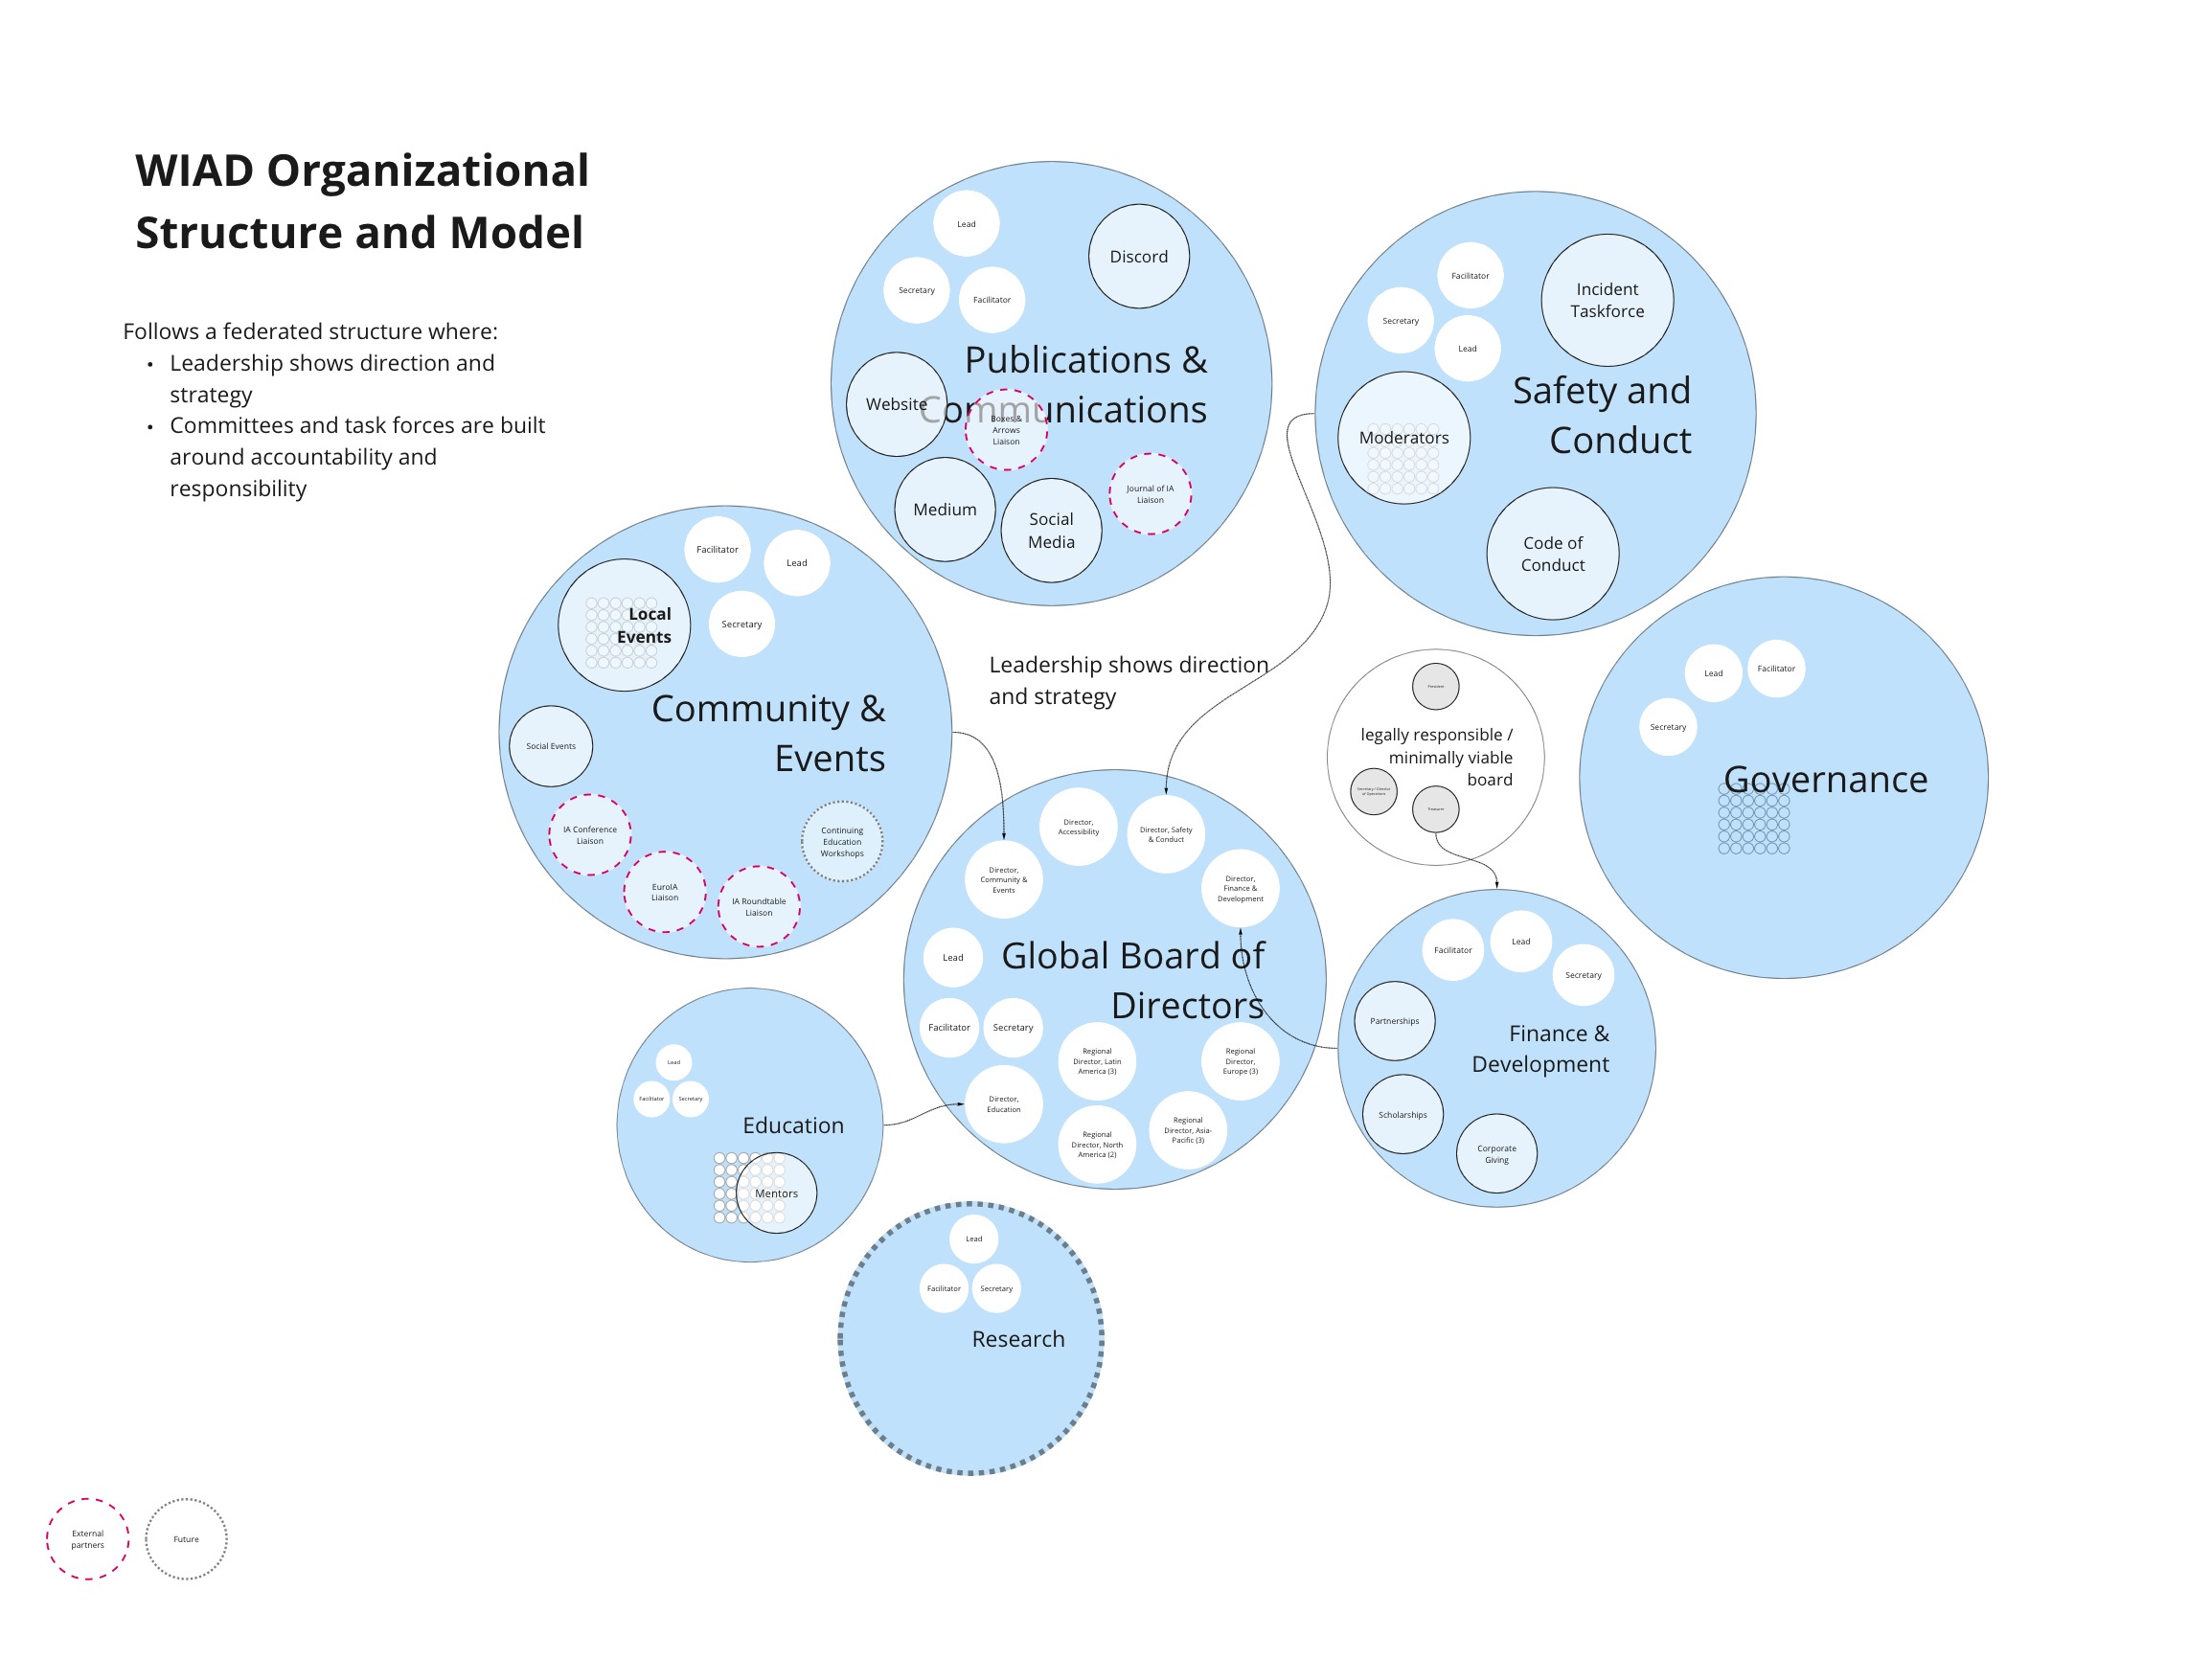 WIAD Organizational
Structure and Model
Follows a federated structure where:
• Leadership shows direction and
strategy
• Committees and task forces are built
around accountability and
responsibility
Lead
Secretary
Facilitator
Discord
Publications &
Communications
Website
Boxes &
Arrows
Liaison
Medium
Social
Media
Journal of IA
Liaison
Facilitator
Secretary
Lead
Incident
Taskforce
Safety and
Conduct
Moderators
Code of
Conduct
Facilitator
Lead
Secretary
Local
Events
Community &
Events
Social Events
IA Conference
Liaison
EuroIA
Liaison
IA Roundtable
Liaison
Continuing
Education
Workshops
Leadership shows direction
and strategy
President
legally responsible /
minimally viable
board
Secretary / Director
of Operations
Treasurer
Lead
Facilitator
Secretary
Governance
Director,
Accessibility
Director, Safety
& Conduct
Director,
Community &
Events
Director,
Finance &
Development
Lead
Global Board of
Directors
Facilitator
Secretary
Director,
Education
Regional
Director, Latin
America (3)
Regional
Director,
Europe (3)
Regional
Director, North
America (2)
Regional
Director, Asia-
Pacific (3)
Facilitator
Lead
Secretary
Partnerships
Finance &
Development
Scholarships
Corporate
Giving
Lead
Facilitator
Secretary
Education
Mentors
Lead
Facilitator
Secretary
Research
External
partners
Future